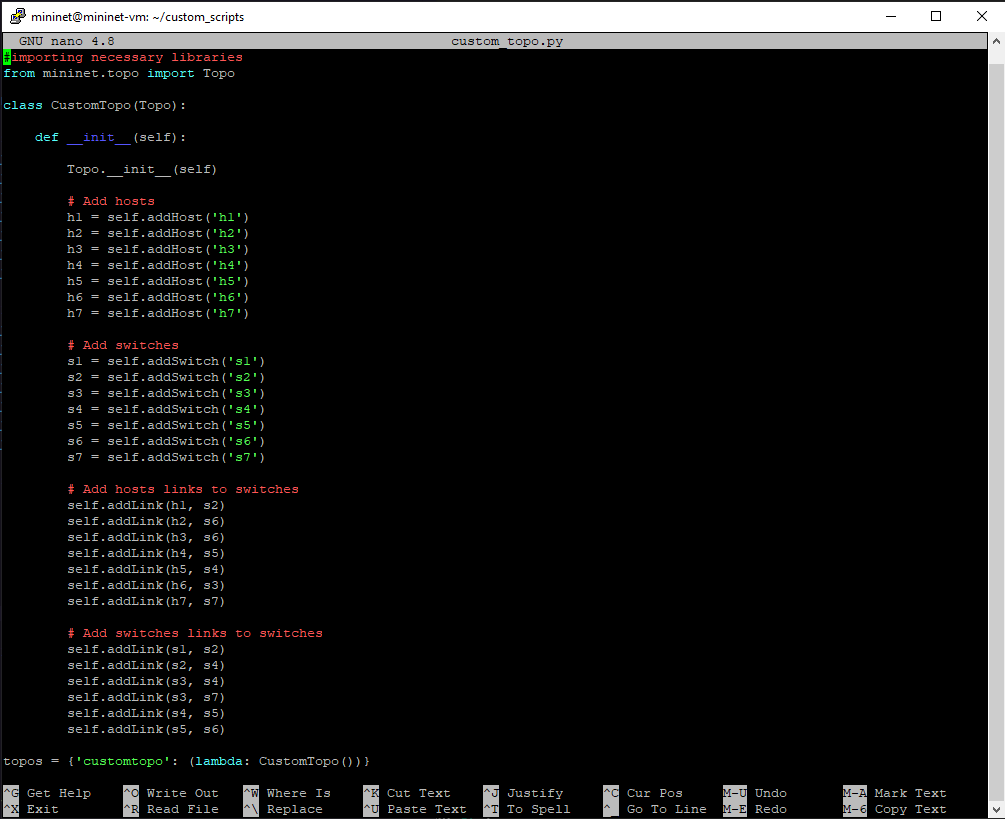 mininet@mininet-vm: ~/custom_scripts
GNU nano 4.8 custom_topo.py
#importing necessary libraries
from mininet.topo import Topo
class CustomTopo(Topo):
def __init__(self):
Topo.__init__(self)
# Add hosts
h1 = self.addHost('h1')
h2 = self.addHost('h2')
h3 = self.addHost('h3')
h4 = self.addHost('h4')
h5 = self.addHost('h5')
h6 = self.addHost('h6')
h7 = self.addHost('h7')
# Add switches
s1 = self.addSwitch('s1')
s2 = self.addSwitch('s2')
s3 = self.addSwitch('s3')
s4 = self.addSwitch('s4')
s5 = self.addSwitch('s5')
s6 = self.addSwitch('s6')
s7 = self.addSwitch('s7')
# Add hosts links to switches
self.addLink(h1, s2)
self.addLink(h2, s6)
self.addLink(h3, s6)
self.addLink(h4, s5)
self.addLink(h5, s4)
self.addLink(h6, s3)
self.addLink(h7, s7)
# Add switches links to switches
self.addLink(s1, s2)
self.addLink(s2, s4)
self.addLink(s3, s4)
self.addLink(s3, s7)
self.addLink(s4, s5)
self.addLink(s5, s6)
topos = {'customtopo': (lambda: CustomTopo())}
^G Get Help ^O Write Out ^W Where Is ^K Cut Text ^J Justify ^C Cur Pos M-U Undo M-A Mark Text
^X Exit ^R Read File ^\ Replace ^U Paste Text ^T To Spell ^_ Go To Line M-E Redo M-6 Copy Text